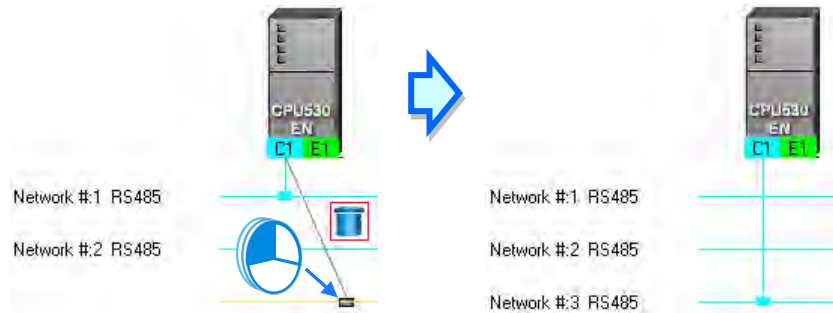 CPU530
EN
C1 E1
Network #:1 RS485
Network #:2 RS485
CPU530
EN
C1 E1
Network #:1 RS485
Network #:2 RS485
Network #:3 RS485